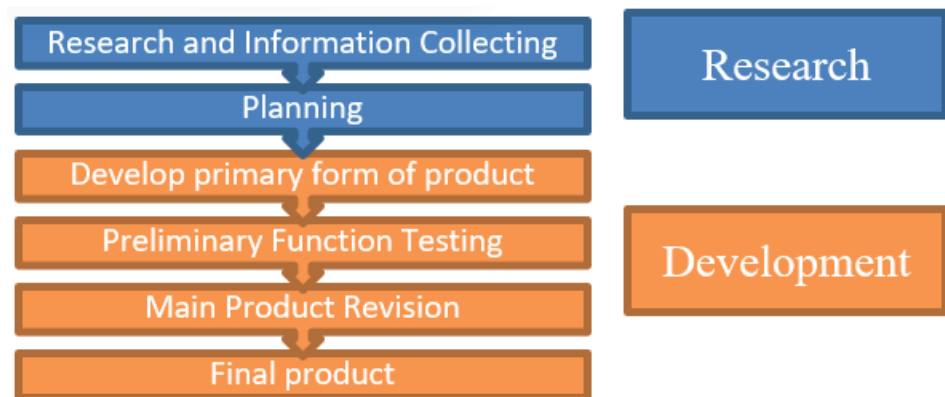 Research and Information Collecting
Planning
Develop primary form of product
Preliminary Function Testing
Main Product Revision
Final product
Research
Development